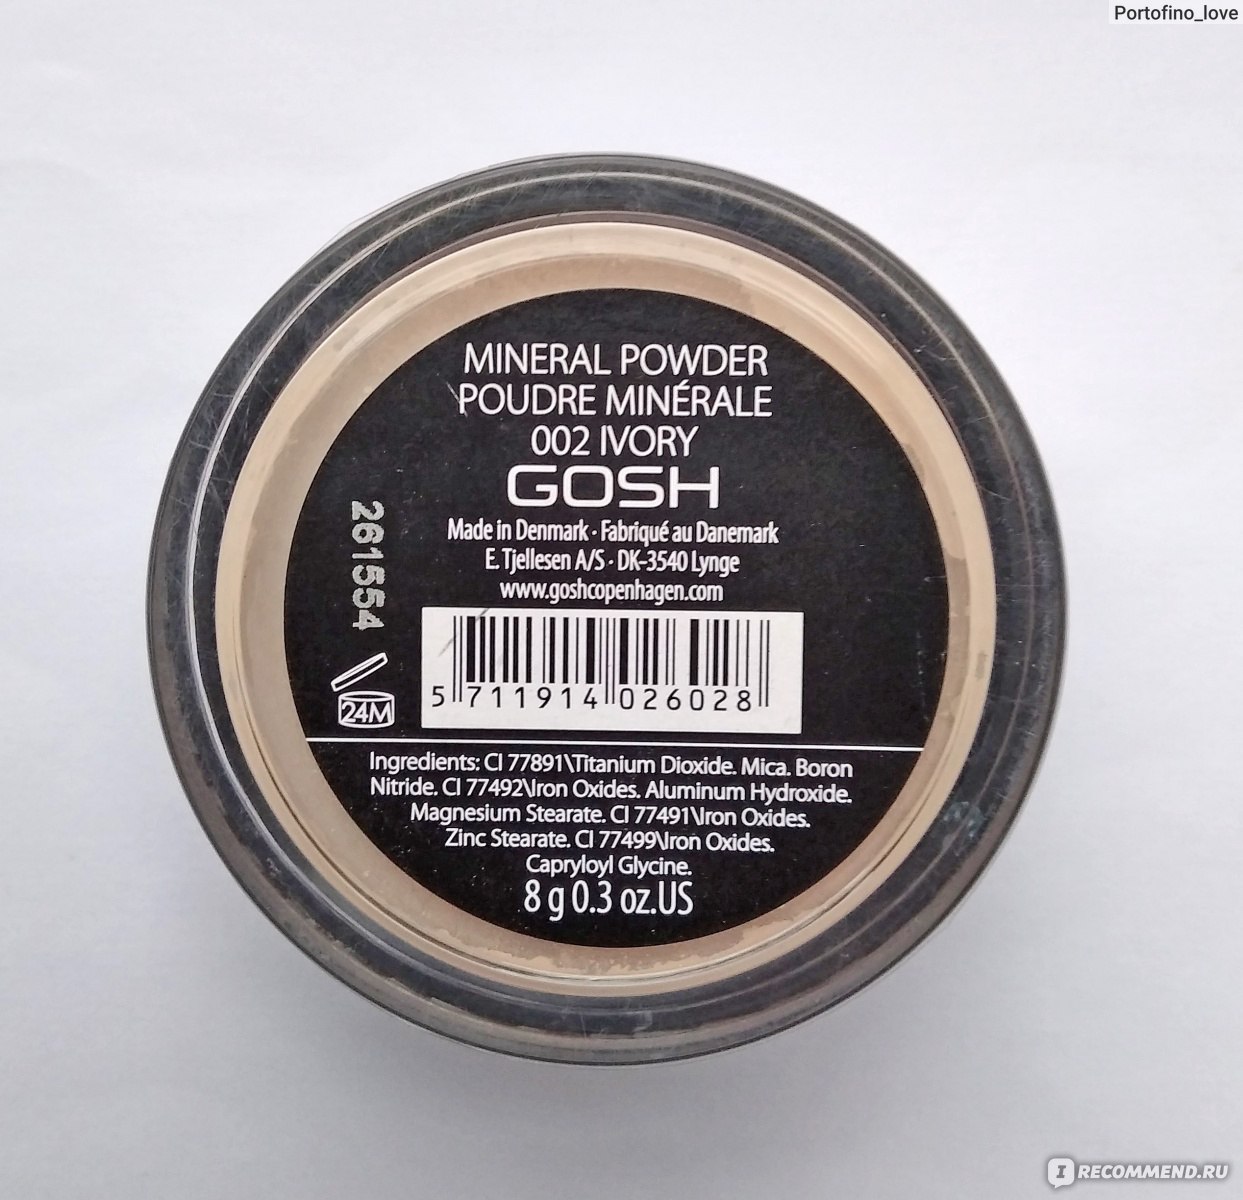 Portofino_love
MINERAL POWDER
POUDRE MINÉRALE
002 IVORY
GOSH
Made in Denmark · Fabriqué au Danemark
E. Tjellesen A/S · DK-3540 Lynge
www.goshcopenhagen.com
261554
5 711914 026028
24M
Ingredients: CI 77891\Titanium Dioxide. Mica. Boron
Nitride. CI 77492\Iron Oxides. Aluminum Hydroxide.
Magnesium Stearate. CI 77491\Iron Oxides.
Zinc Stearate. CI 77499\Iron Oxides.
Capryloyl Glycine.
8 g 0.3 oz.US
IRECOMMEND.RU